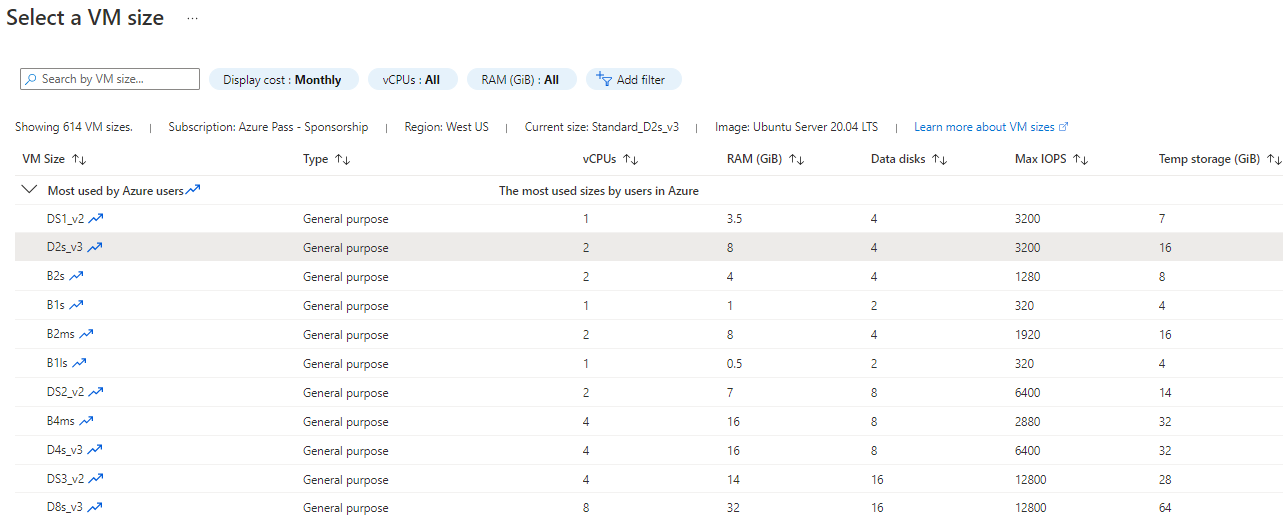 Select a VM size ...
Search by VM size... Display cost : Monthly vCPUs : All RAM (GiB) : All Add filter
Showing 614 VM sizes. | Subscription: Azure Pass - Sponsorship | Region: West US | Current size: Standard_D2s_v3 | Image: Ubuntu Server 20.04 LTS | Learn more about VM sizes
VM Size Type vCPUs RAM (GiB) Data disks Max IOPS Temp storage (GiB)
Most used by Azure users The most used sizes by users in Azure
DS1_v2 General purpose 1 3.5 4 3200 7
D2s_v3 General purpose 2 8 4 3200 16
B2s General purpose 2 4 4 1280 8
B1s General purpose 1 1 2 320 4
B2ms General purpose 2 8 4 1920 16
B1ls General purpose 1 0.5 2 320 4
DS2_v2 General purpose 2 7 8 6400 14
B4ms General purpose 4 16 8 2880 32
D4s_v3 General purpose 4 16 8 6400 32
DS3_v2 General purpose 4 14 16 12800 28
D8s_v3 General purpose 8 32 16 12800 64